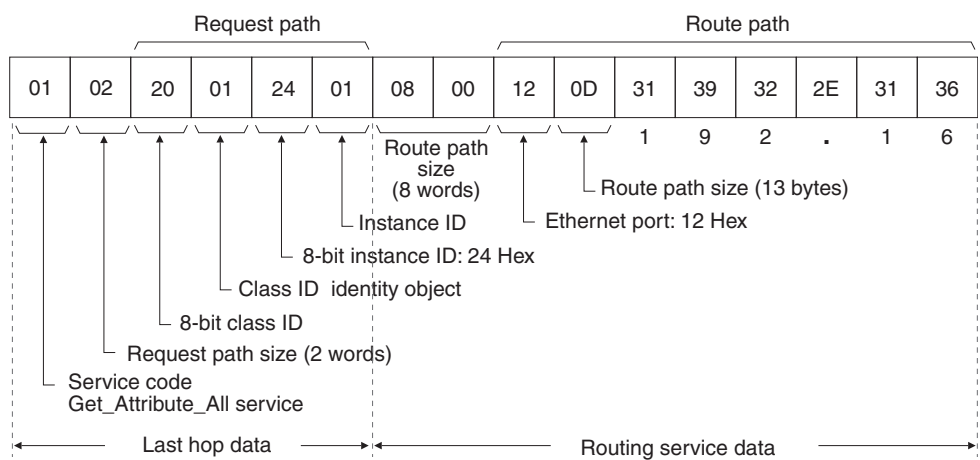 Request path Route path
01 02 20 01 24 01 08 00 12 0D 31 39 32 2E 31 36
1 9 2 . 1 6
Route path
size
(8 words)
Route path size (13 bytes)
Instance ID
Ethernet port: 12 Hex
8-bit instance ID: 24 Hex
Class ID identity object
8-bit class ID
Request path size (2 words)
Service code
Get_Attribute_All service
Last hop data Routing service data